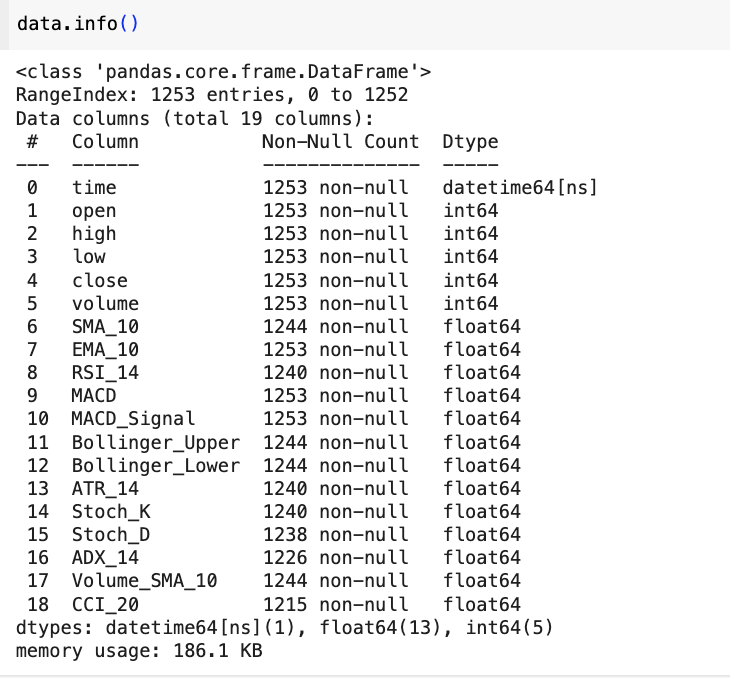 data.info()
<class 'pandas.core.frame.DataFrame'>
RangeIndex: 1253 entries, 0 to 1252
Data columns (total 19 columns):
 #   Column           Non-Null Count  Dtype
---  ------           --------------  -----
 0   time             1253 non-null   datetime64[ns]
 1   open             1253 non-null   int64
 2   high             1253 non-null   int64
 3   low              1253 non-null   int64
 4   close            1253 non-null   int64
 5   volume           1253 non-null   int64
 6   SMA_10           1244 non-null   float64
 7   EMA_10           1253 non-null   float64
 8   RSI_14           1240 non-null   float64
 9   MACD             1253 non-null   float64
 10  MACD_Signal      1253 non-null   float64
 11  Bollinger_Upper  1244 non-null   float64
 12  Bollinger_Lower  1244 non-null   float64
 13  ATR_14           1240 non-null   float64
 14  Stoch_K          1240 non-null   float64
 15  Stoch_D          1238 non-null   float64
 16  ADX_14           1226 non-null   float64
 17  Volume_SMA_10    1244 non-null   float64
 18  CCI_20           1215 non-null   float64
dtypes: datetime64[ns](1), float64(13), int64(5)
memory usage: 186.1 KB